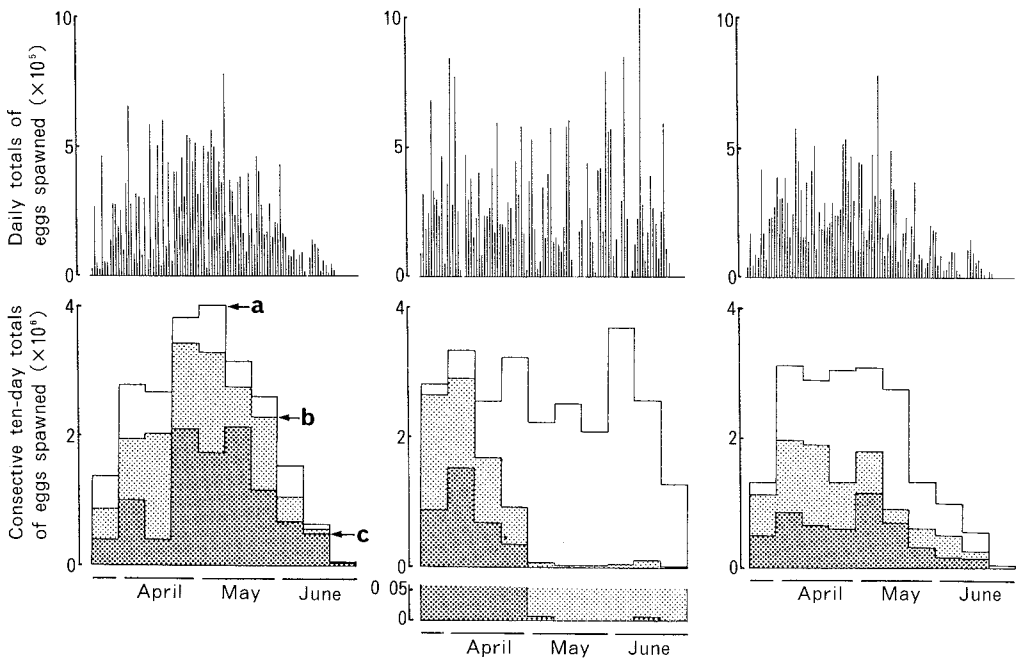 Daily totals of
eggs spawned (×10⁵)
10
5
0
10
5
0
10
5
0
Consective ten-day totals
of eggs spawned (×10⁶)
4
2
0
a
b
c
4
2
0
4
2
0
April May June
0 05
0
April May June
April May June